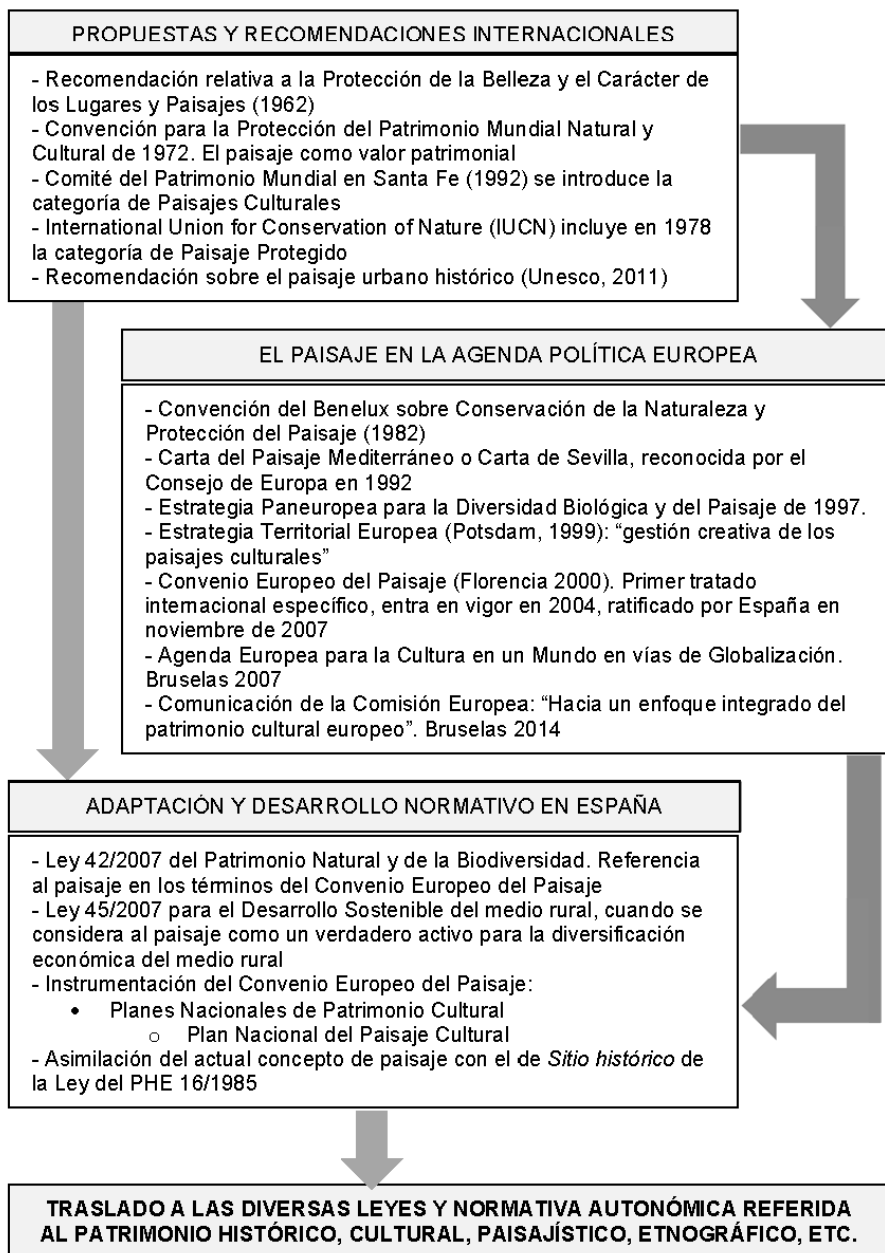 PROPUESTAS Y RECOMENDACIONES INTERNACIONALES
- Recomendación relativa a la Protección de la Belleza y el Carácter de
los Lugares y Paisajes (1962)
- Convención para la Protección del Patrimonio Mundial Natural y
Cultural de 1972. El paisaje como valor patrimonial
- Comité del Patrimonio Mundial en Santa Fe (1992) se introduce la
categoría de Paisajes Culturales
- International Union for Conservation of Nature (IUCN) incluye en 1978
la categoría de Paisaje Protegido
- Recomendación sobre el paisaje urbano histórico (Unesco, 2011)
EL PAISAJE EN LA AGENDA POLÍTICA EUROPEA
- Convención del Benelux sobre Conservación de la Naturaleza y
Protección del Paisaje (1982)
- Carta del Paisaje Mediterráneo o Carta de Sevilla, reconocida por el
Consejo de Europa en 1992
- Estrategia Paneuropea para la Diversidad Biológica y del Paisaje de 1997.
- Estrategia Territorial Europea (Potsdam, 1999): “gestión creativa de los
paisajes culturales”
- Convenio Europeo del Paisaje (Florencia 2000). Primer tratado
internacional específico, entra en vigor en 2004, ratificado por España en
noviembre de 2007
- Agenda Europea para la Cultura en un Mundo en vías de Globalización.
Bruselas 2007
- Comunicación de la Comisión Europea: “Hacia un enfoque integrado del
patrimonio cultural europeo”. Bruselas 2014
ADAPTACIÓN Y DESARROLLO NORMATIVO EN ESPAÑA
- Ley 42/2007 del Patrimonio Natural y de la Biodiversidad. Referencia
al paisaje en los términos del Convenio Europeo del Paisaje
- Ley 45/2007 para el Desarrollo Sostenible del medio rural, cuando se
considera al paisaje como un verdadero activo para la diversificación
económica del medio rural
- Instrumentación del Convenio Europeo del Paisaje:
• Planes Nacionales de Patrimonio Cultural
o Plan Nacional del Paisaje Cultural
- Asimilación del actual concepto de paisaje con el de Sitio histórico de
la Ley del PHE 16/1985
TRASLADO A LAS DIVERSAS LEYES Y NORMATIVA AUTONÓMICA REFERIDA
AL PATRIMONIO HISTÓRICO, CULTURAL, PAISAJÍSTICO, ETNOGRÁFICO, ETC.